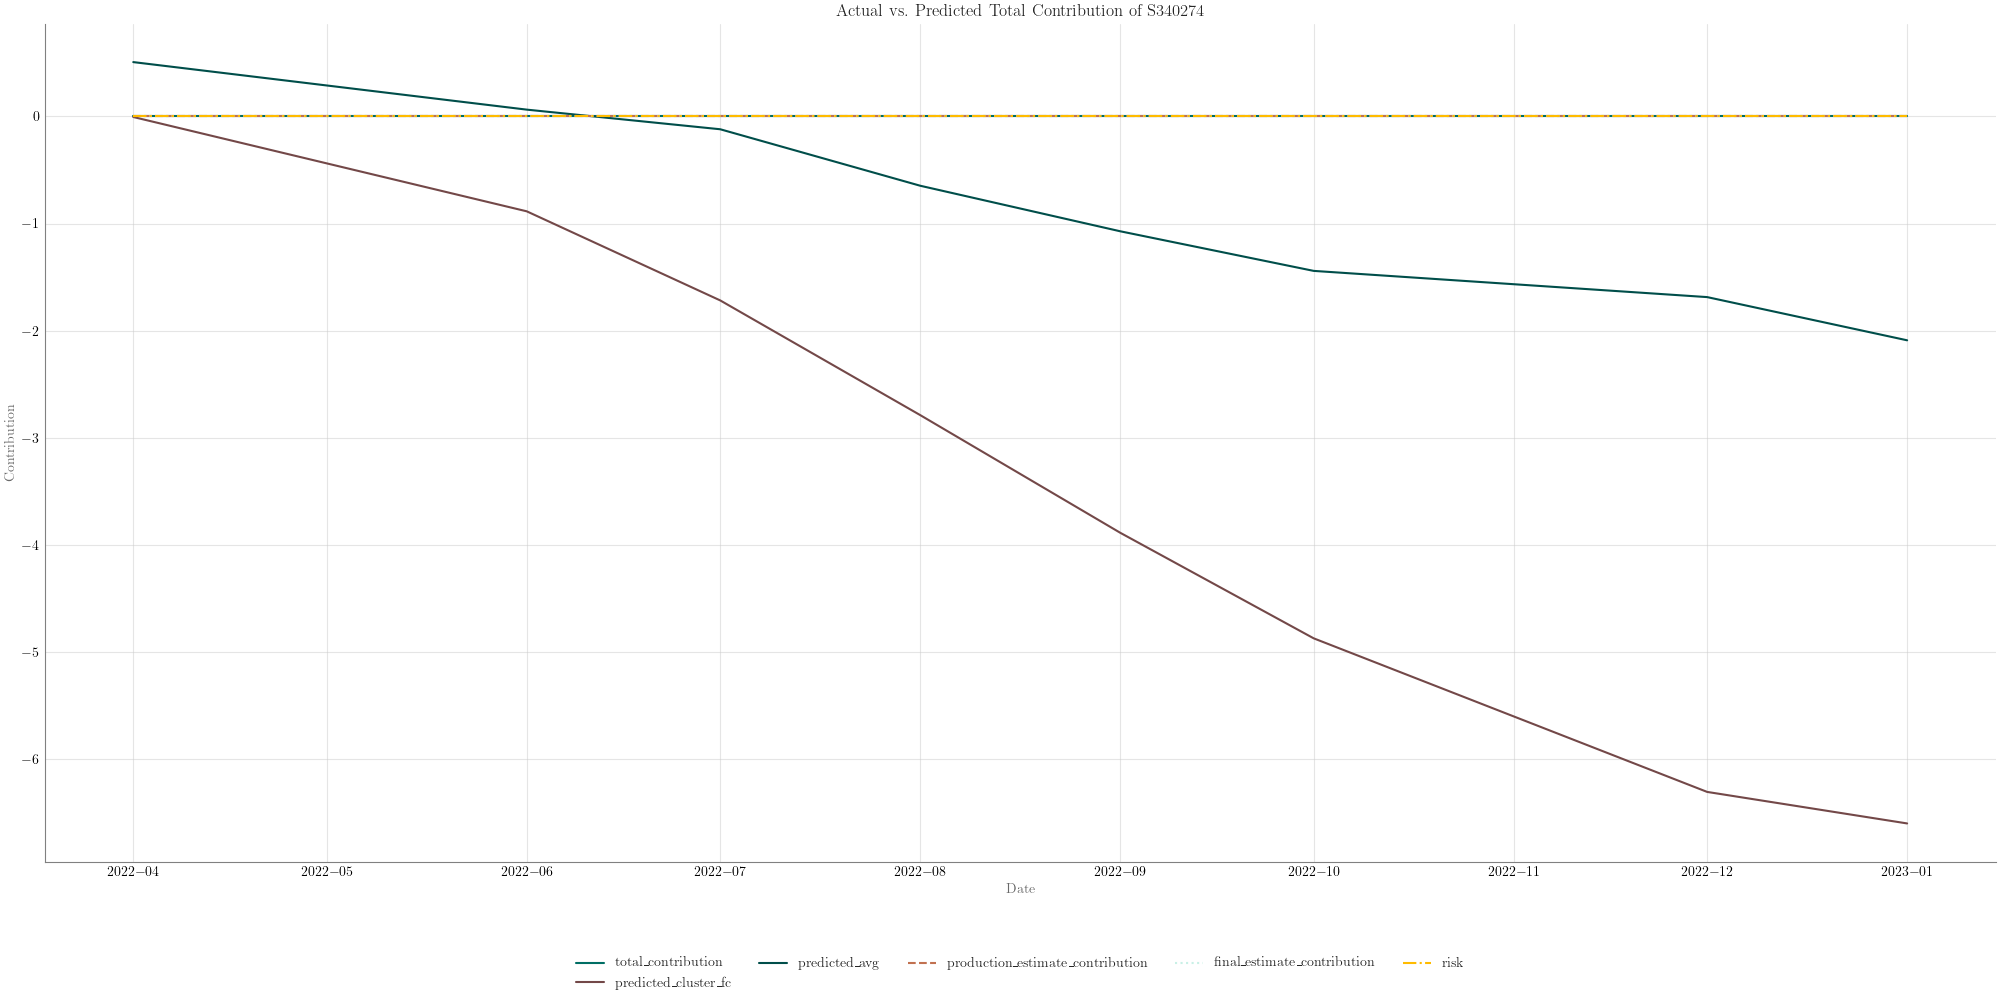 Actual vs. Predicted Total Contribution of S340274
0
−1
−2
−3
−4
−5
−6
Contribution
2022−04 2022−05 2022−06 2022−07 2022−08 2022−09 2022−10 2022−11 2022−12 2023−01
Date
total_contribution predicted_avg production_estimate_contribution final_estimate_contribution risk
predicted_cluster_fc